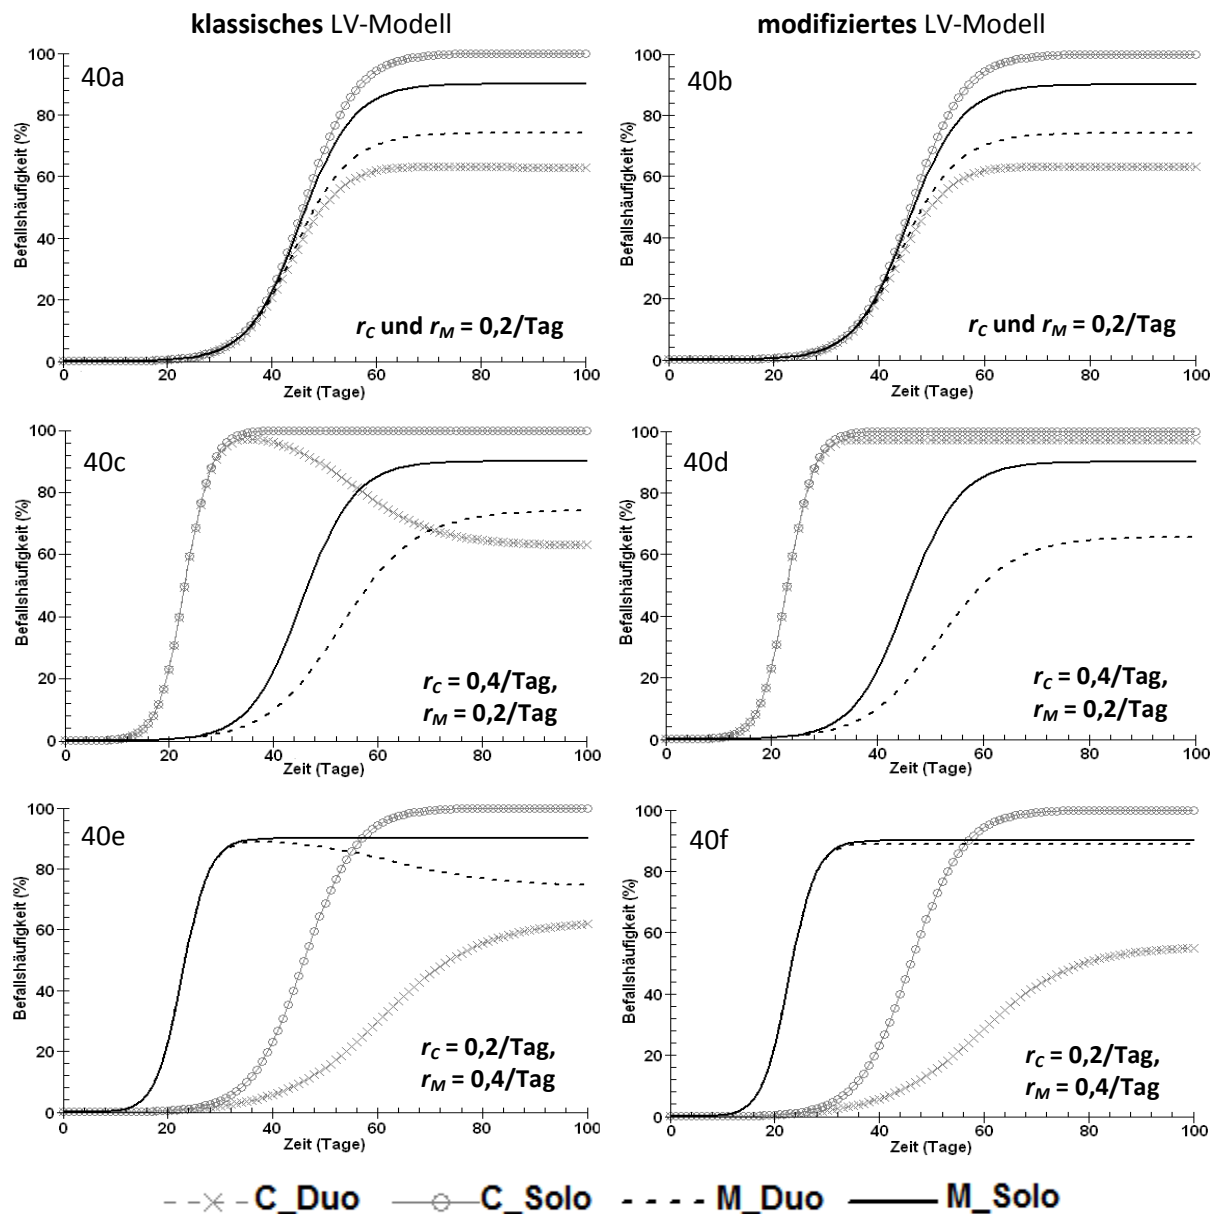 klassisches LV-Modell
modifiziertes LV-Modell
40a
Befallshäufigkeit (%)
100
80
60
40
20
0
0 20 40 60 80 100
Zeit (Tage)
rC und rM = 0,2/Tag
40b
Befallshäufigkeit (%)
100
80
60
40
20
0
0 20 40 60 80 100
Zeit (Tage)
rC und rM = 0,2/Tag
40c
Befallshäufigkeit (%)
100
80
60
40
20
0
0 20 40 60 80 100
Zeit (Tage)
rC = 0,4/Tag,
rM = 0,2/Tag
40d
Befallshäufigkeit (%)
100
80
60
40
20
0
0 20 40 60 80 100
Zeit (Tage)
rC = 0,4/Tag,
rM = 0,2/Tag
40e
Befallshäufigkeit (%)
100
80
60
40
20
0
0 20 40 60 80 100
Zeit (Tage)
rC = 0,2/Tag,
rM = 0,4/Tag
40f
Befallshäufigkeit (%)
100
80
60
40
20
0
0 20 40 60 80 100
Zeit (Tage)
rC = 0,2/Tag,
rM = 0,4/Tag
C_Duo C_Solo M_Duo M_Solo